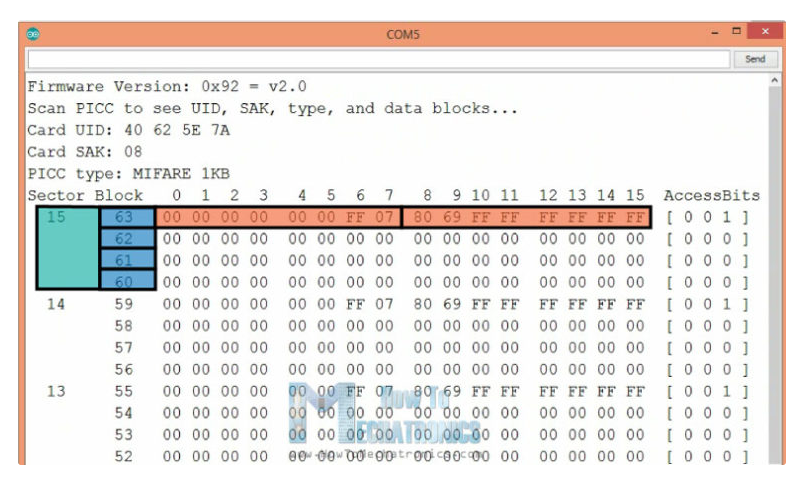 COM5
Send
Firmware Version: 0x92 = v2.0
Scan PICC to see UID, SAK, type, and data blocks...
Card UID: 40 62 5E 7A
Card SAK: 08
PICC type: MIFARE 1KB
Sector Block 0 1 2 3 4 5 6 7 8 9 10 11 12 13 14 15 AccessBits
15 63 00 00 00 00 00 00 FF 07 80 69 FF FF FF FF FF FF [ 0 0 1 ]
62 00 00 00 00 00 00 00 00 00 00 00 00 00 00 00 00 [ 0 0 0 ]
61 00 00 00 00 00 00 00 00 00 00 00 00 00 00 00 00 [ 0 0 0 ]
60 00 00 00 00 00 00 00 00 00 00 00 00 00 00 00 00 [ 0 0 0 ]
14 59 00 00 00 00 00 00 FF 07 80 69 FF FF FF FF FF FF [ 0 0 1 ]
58 00 00 00 00 00 00 00 00 00 00 00 00 00 00 00 00 [ 0 0 0 ]
57 00 00 00 00 00 00 00 00 00 00 00 00 00 00 00 00 [ 0 0 0 ]
56 00 00 00 00 00 00 00 00 00 00 00 00 00 00 00 00 [ 0 0 0 ]
13 55 00 00 00 00 00 00 FF 07 80 69 FF FF FF FF FF FF [ 0 0 1 ]
54 00 00 00 00 00 00 00 00 00 00 00 00 00 00 00 00 [ 0 0 0 ]
53 00 00 00 00 00 00 00 00 00 00 00 00 00 00 00 00 [ 0 0 0 ]
52 00 00 00 00 00 00 00 00 00 00 00 00 00 00 00 00 [ 0 0 0 ]
How To
MECHATRONICS
www.HowToMechatronics.com